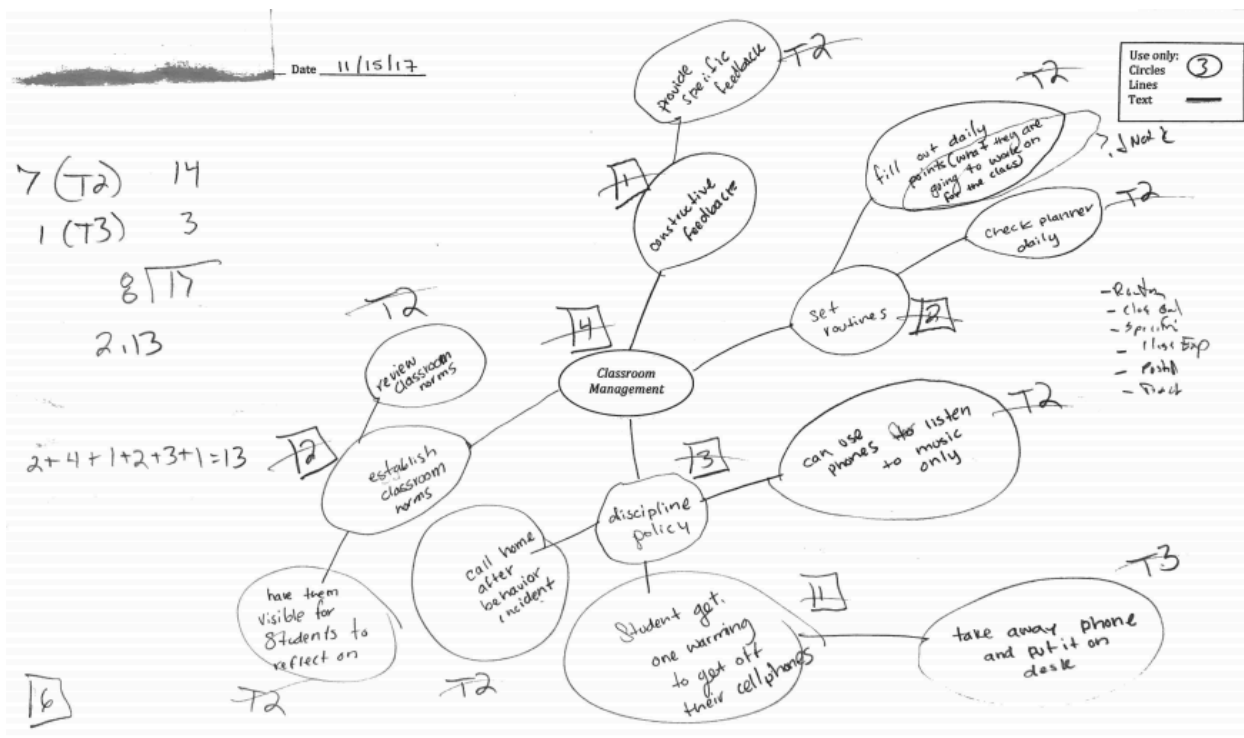 Date 11/15/17
Use only:
Circles 3
Lines
Text
7 (T2) 14
1 (T3) 3
8 17
2.13
2+4+1+2+3+1=13
6
T2
provide
specific
feedback
1
constructive
feedback
T2
fill out daily
points (what they are
going to work on
for the class)
T2
check planner
daily
set
routines
2
4
Classroom
Management
T2
review
classroom
norms
2
establish
classroom
norms
have them
visible for
students to
reflect on
T2
3
discipline
policy
T2
can use
phones to listen
to music
only
call home
after
behavior
incident
T2
Student get
one warning
to get off
their cellphones
1
T3
take away phone
and put it on
desk